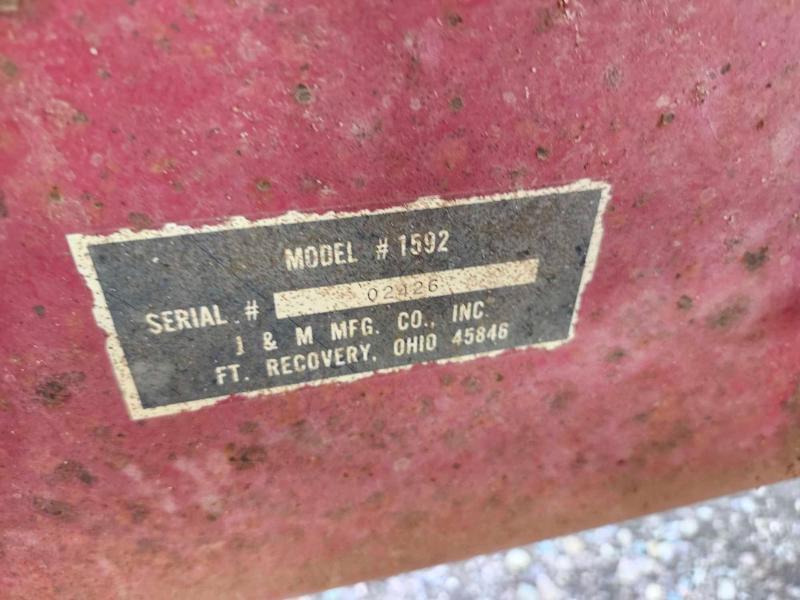 MODEL # 1592
SERIAL # 02426
J & M MFG. CO., INC
FT. RECOVERY, OHIO 45846